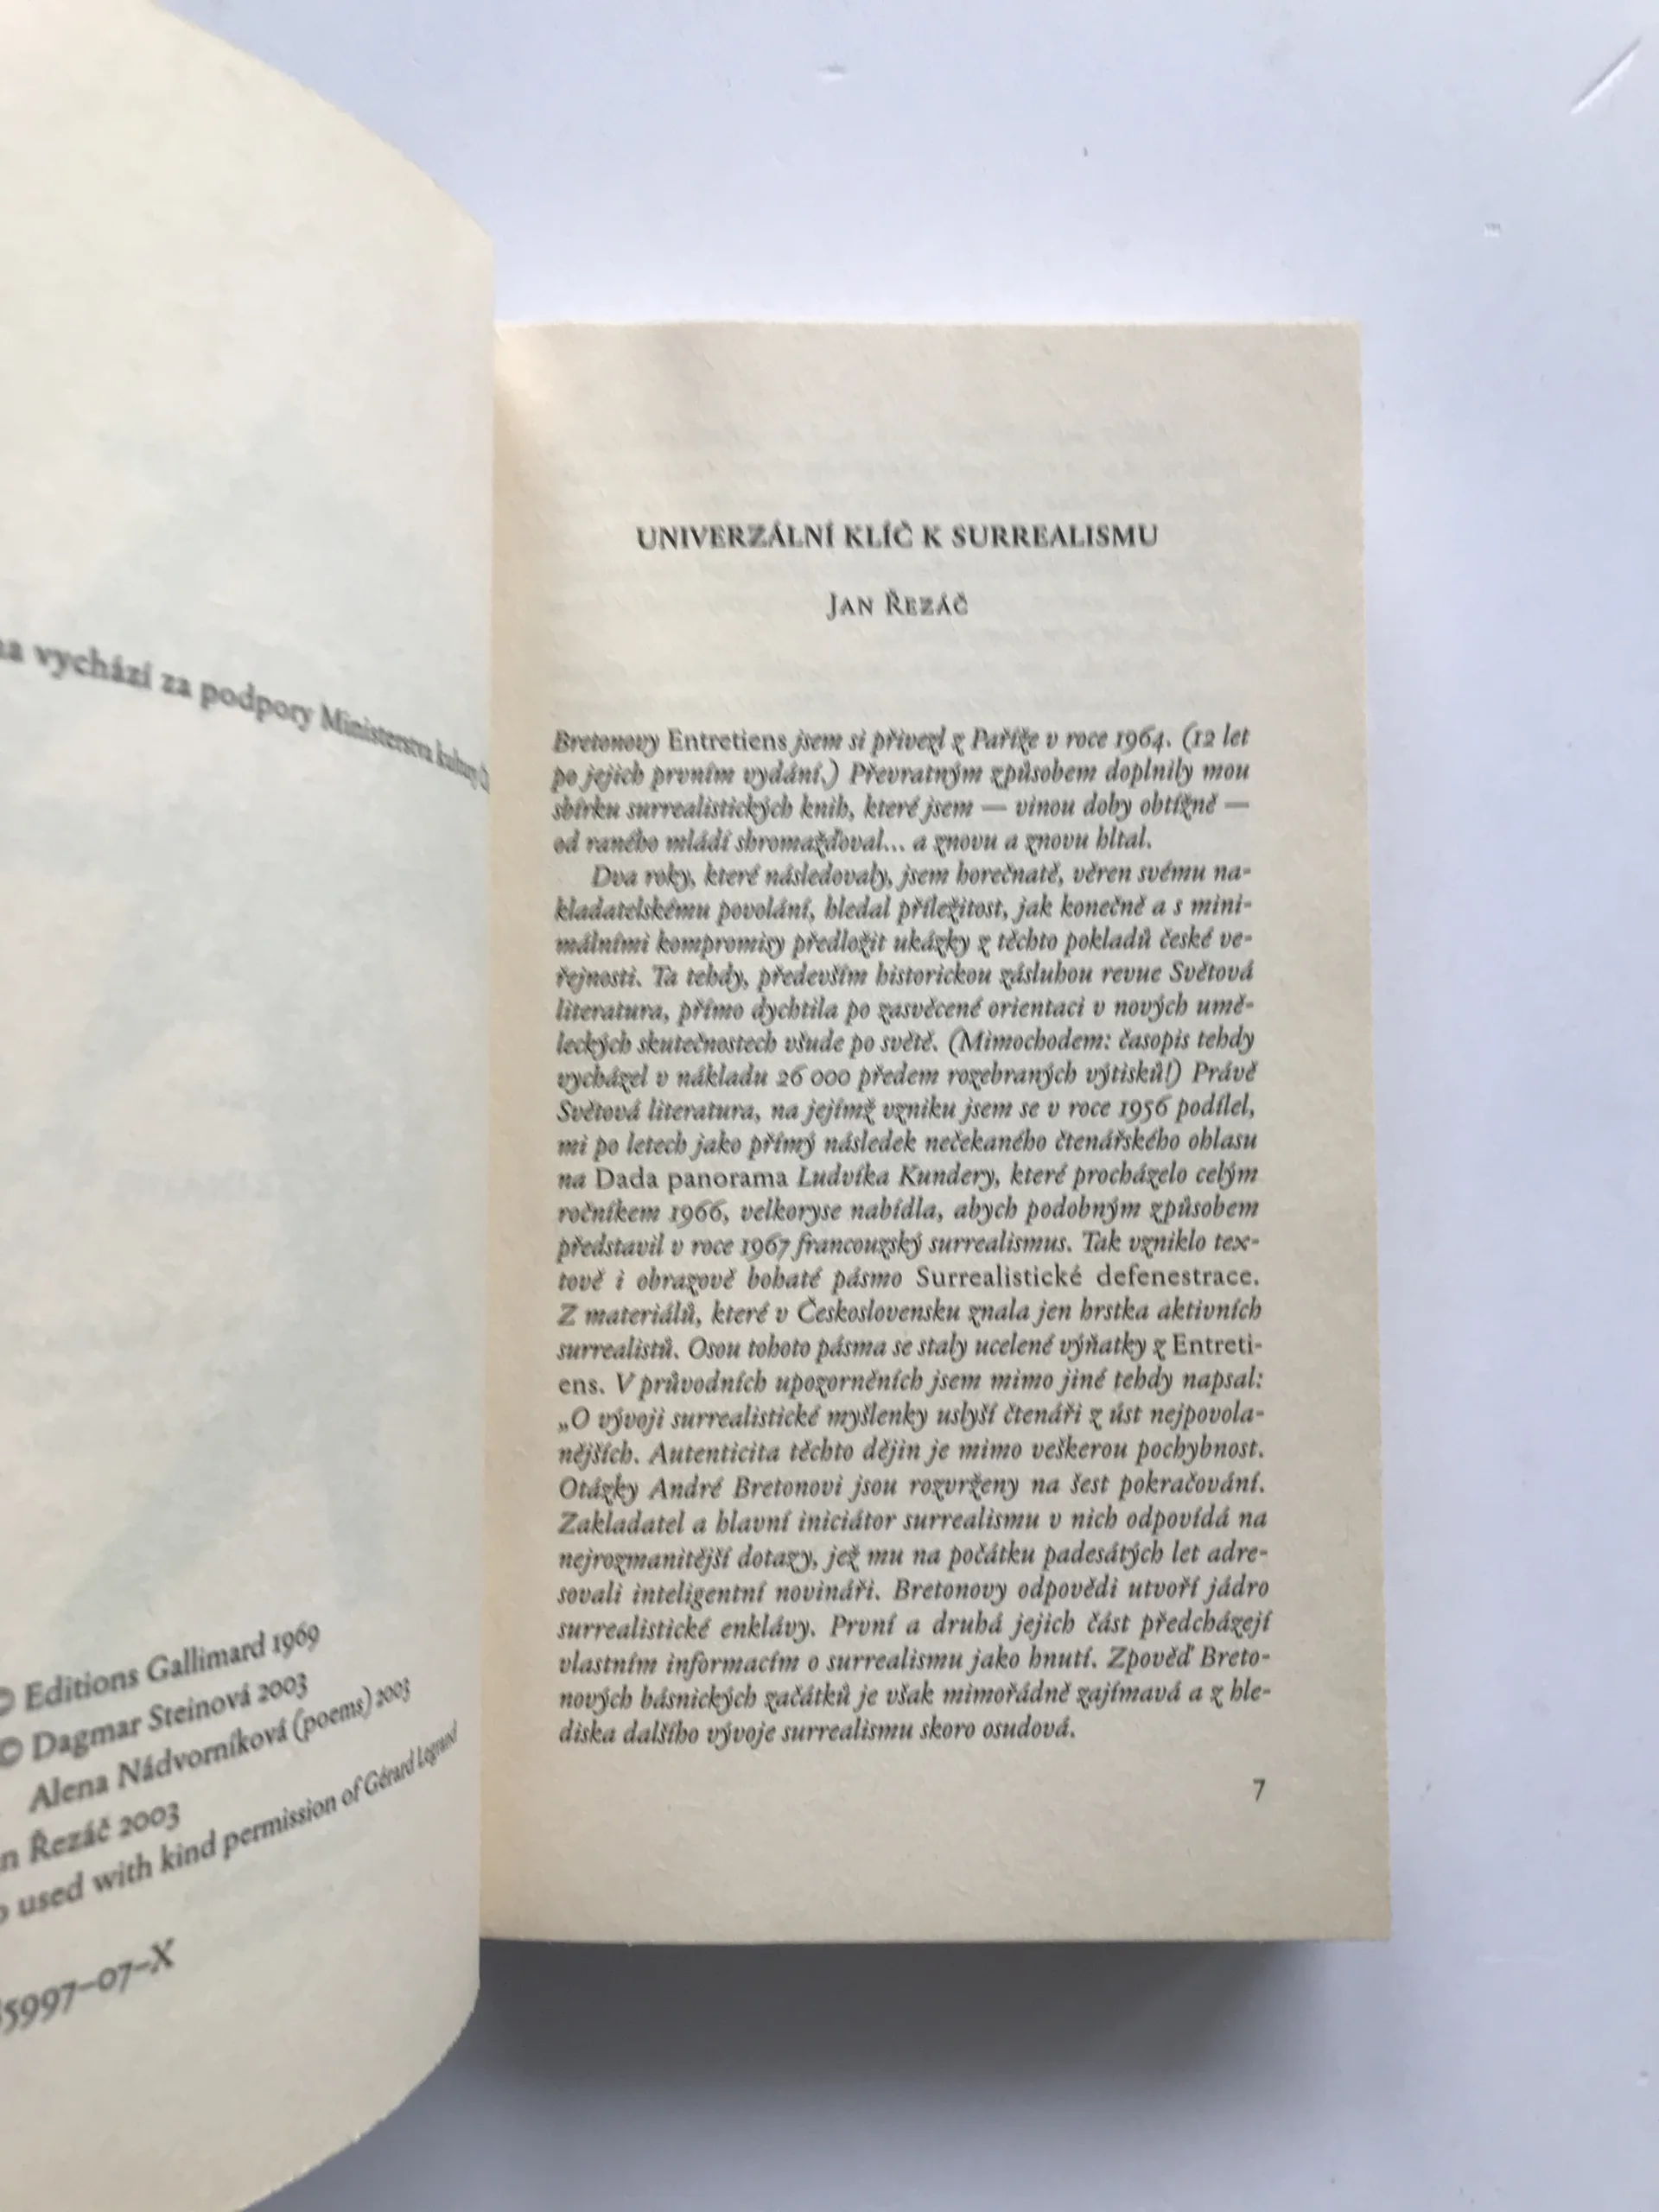 na vychází za podpory Ministerstva kultury
© Editions Gallimard 1969
© Dagmar Steinová 2003
Alena Nádvorníková (poems) 2003
n Řezáč 2003
used with kind permission of Gérard Legrand
5997–07–X
UNIVERZÁLNÍ KLÍČ K SURREALISMU
JAN ŘEZÁČ
Bretonovy Entretiens jsem si přivezl z Paříže v roce 1964. (12 let
po jejich prvním vydání.) Převratným způsobem doplnily mou
sbírku surrealistických knih, které jsem — vinou doby obtížně —
od raného mládí shromažďoval... a znovu a znovu hltal.
Dva roky, které následovaly, jsem horečnatě, věren svému na-
kladatelskému povolání, hledal příležitost, jak konečně a s mini-
málními kompromisy předložit ukázky z těchto pokladů české ve-
řejnosti. Ta tehdy, především historickou zásluhou revue Světová
literatura, přímo dychtila po zasvěcené orientaci v nových umě-
leckých skutečnostech všude po světě. (Mimochodem: časopis tehdy
vycházel v nákladu 26 000 předem rozebraných výtisků!) Právě
Světová literatura, na jejímž vzniku jsem se v roce 1956 podílel,
mi po letech jako přímý následek nečekaného čtenářského ohlasu
na Dada panorama Ludvíka Kundery, které procházelo celým
ročníkem 1966, velkoryse nabídla, abych podobným způsobem
představil v roce 1967 francouzský surrealismus. Tak vzniklo tex-
tově i obrazově bohaté pásmo Surrealistické defenestrace.
Z materiálů, které v Československu znala jen hrstka aktivních
surrealistů. Osou tohoto pásma se staly ucelené výňatky z Entreti-
ens. V průvodních upozorněních jsem mimo jiné tehdy napsal:
„O vývoji surrealistické myšlenky uslyší čtenáři z úst nejpovola-
nějších. Autenticita těchto dějin je mimo veškerou pochybnost.
Otázky André Bretonovi jsou rozvrženy na šest pokračování.
Zakladatel a hlavní iniciátor surrealismu v nich odpovídá na
nejrozmanitější dotazy, jež mu na počátku padesátých let adre-
sovali inteligentní novináři. Bretonovy odpovědi utvoří jádro
surrealistické enklávy. První a druhá jejich část předcházejí
vlastním informacím o surrealismu jako hnutí. Zpověď Breto-
nových básnických začátků je však mimořádně zajímavá a z hle-
diska dalšího vývoje surrealismu skoro osudová.
7